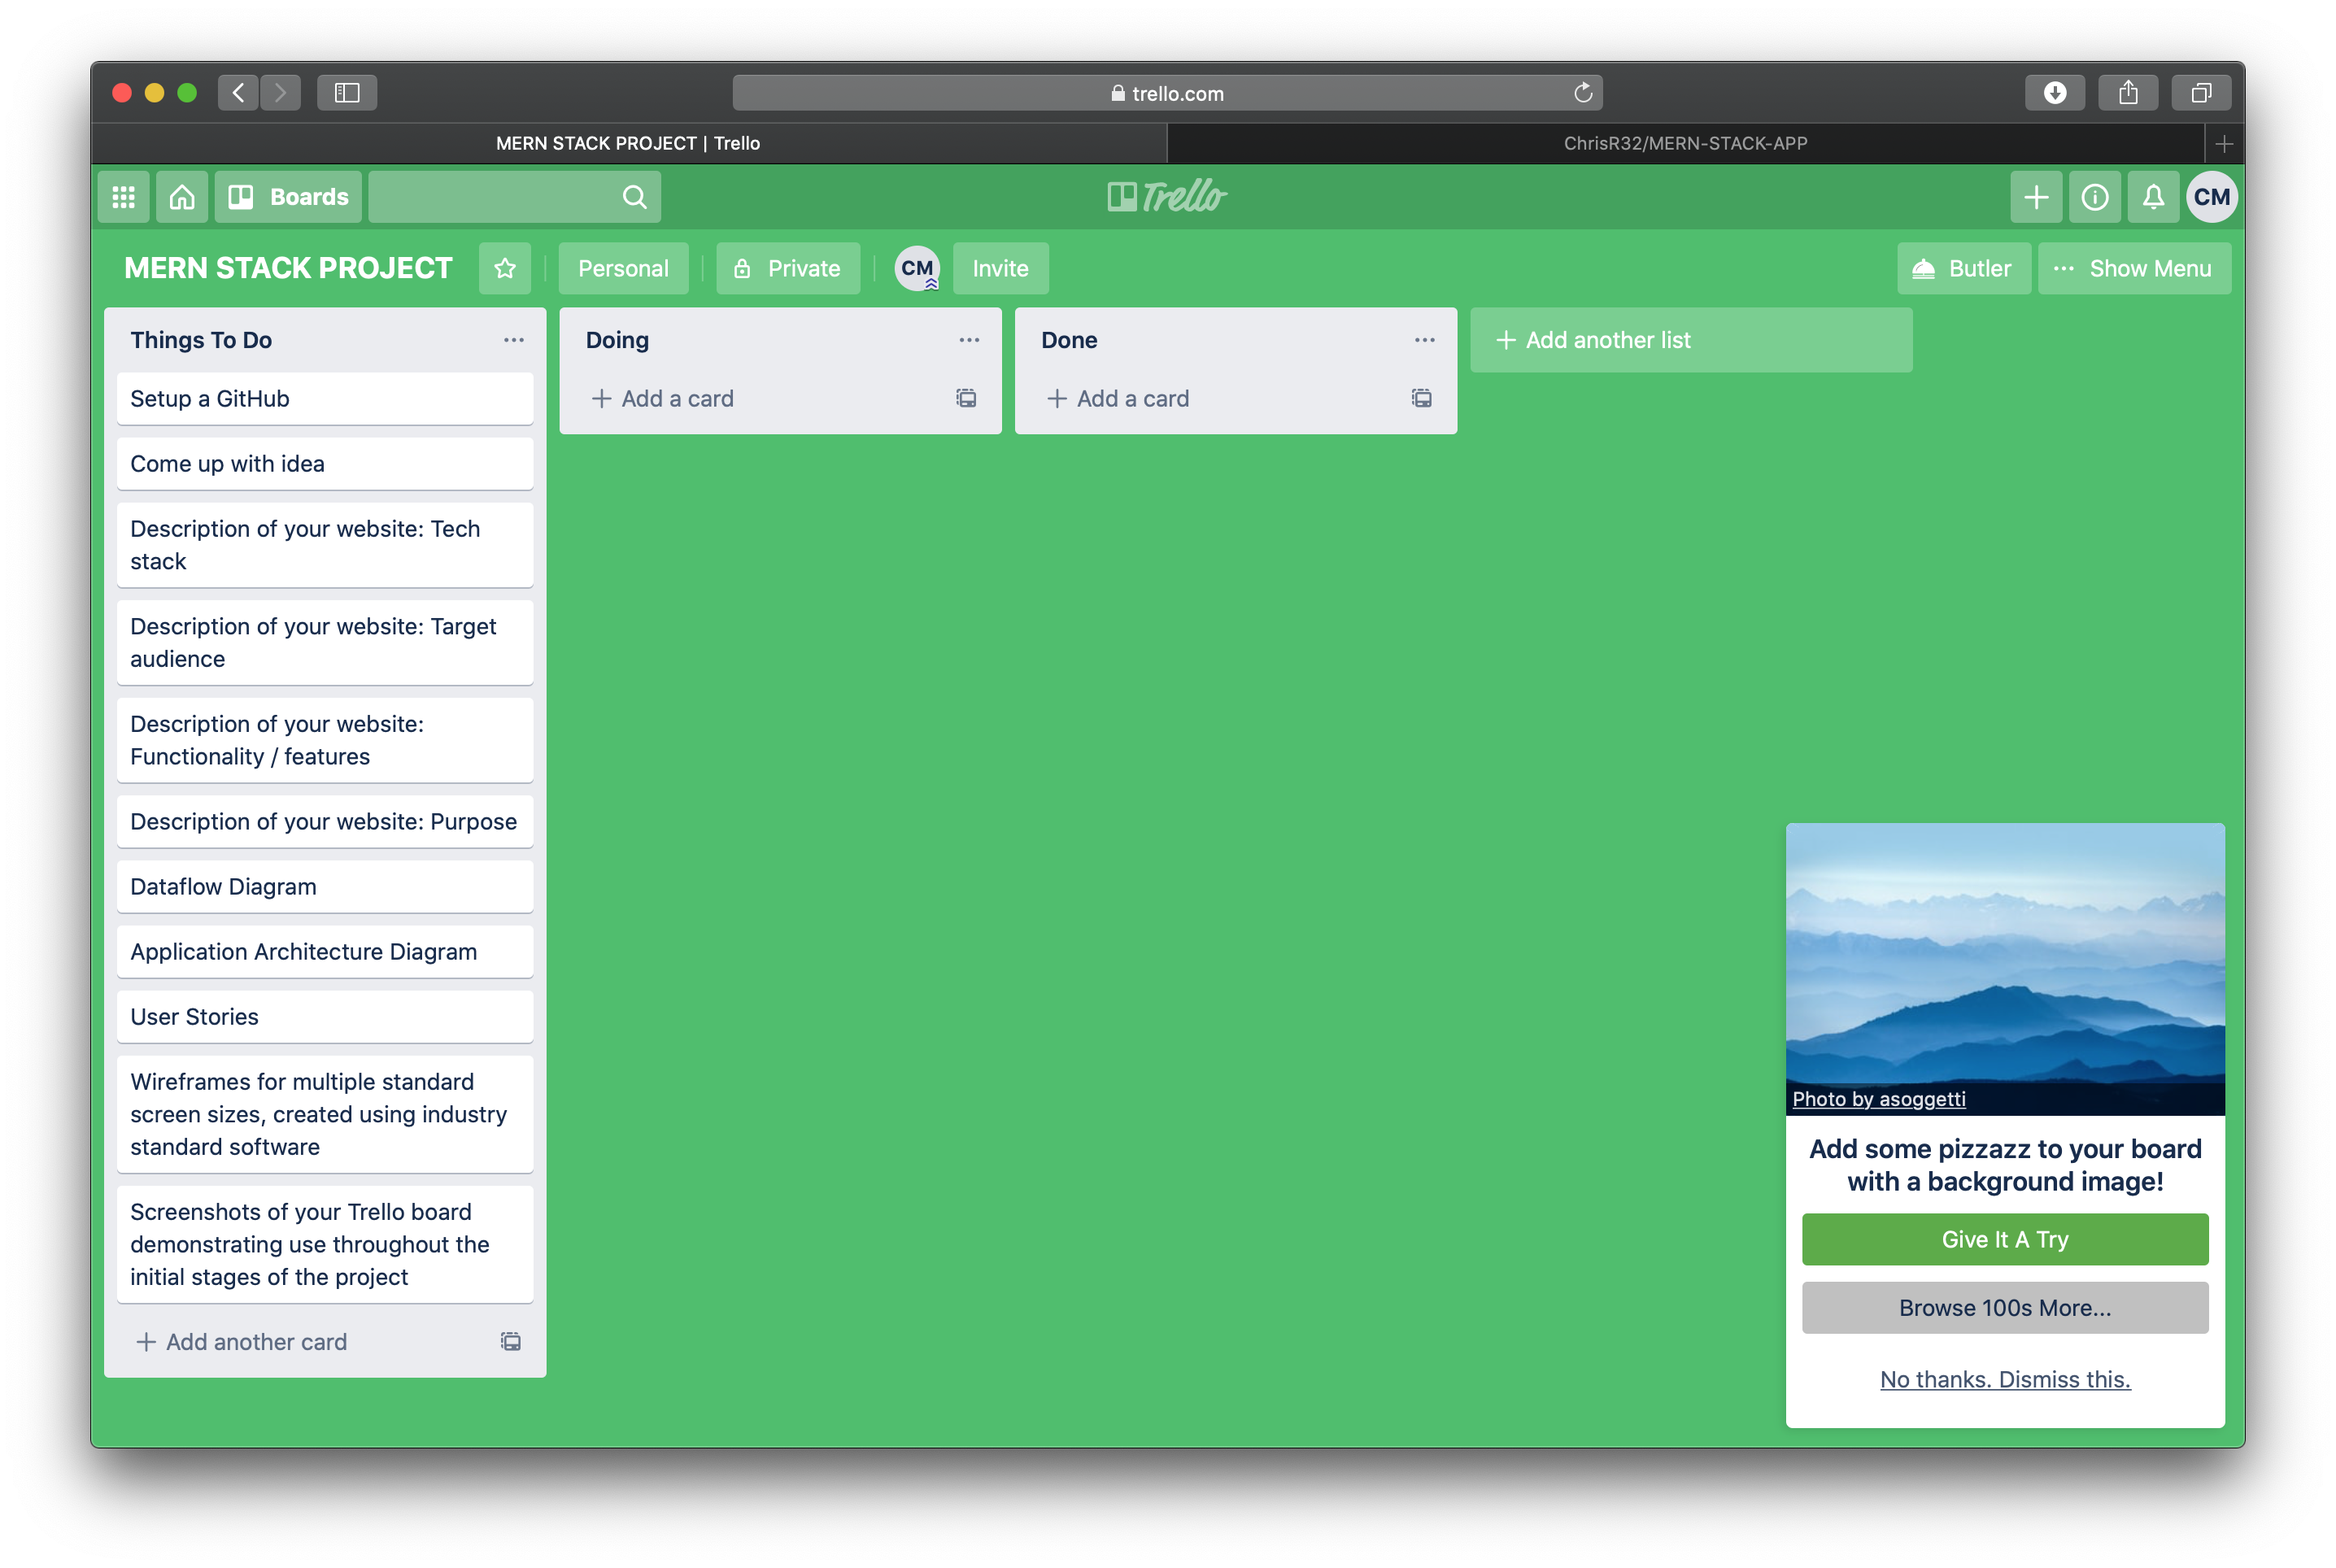 trello.com
MERN STACK PROJECT | Trello
ChrisR32/MERN-STACK-APP
Boards
Trello
CM
MERN STACK PROJECT
Personal
Private
CM
Invite
Butler
Show Menu
Things To Do
Setup a GitHub
Come up with idea
Description of your website: Tech
stack
Description of your website: Target
audience
Description of your website:
Functionality / features
Description of your website: Purpose
Dataflow Diagram
Application Architecture Diagram
User Stories
Wireframes for multiple standard
screen sizes, created using industry
standard software
Screenshots of your Trello board
demonstrating use throughout the
initial stages of the project
Add another card
Doing
Add a card
Done
Add a card
Add another list
Photo by asoggetti
Add some pizzazz to your board
with a background image!
Give It A Try
Browse 100s More...
No thanks. Dismiss this.